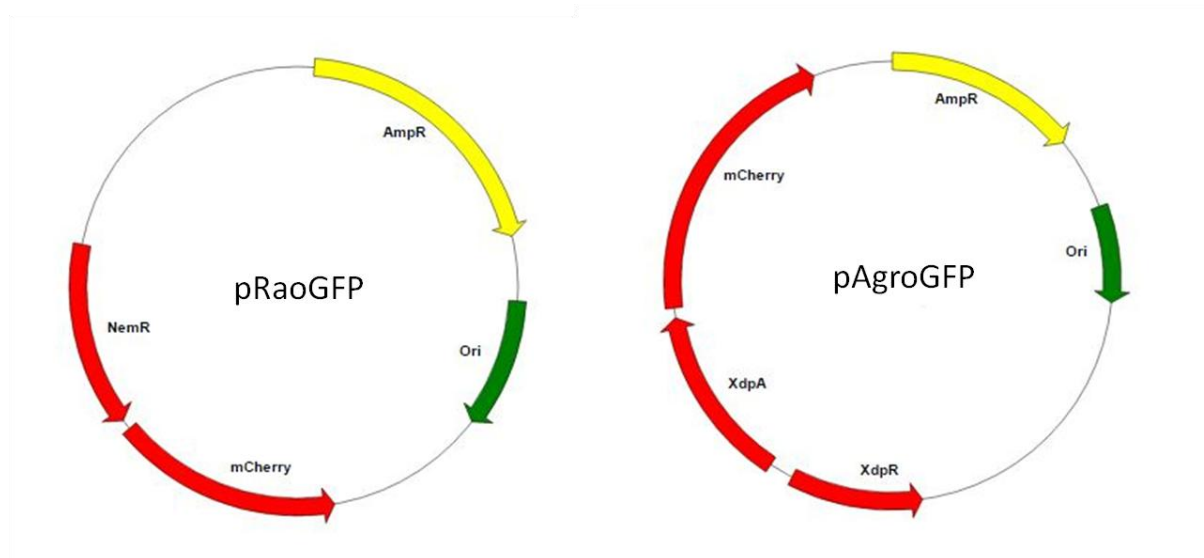 AmpR
NemR
pRaoGFP
Ori
mCherry
AmpR
mCherry
pAgroGFP
Ori
XdpA
XdpR